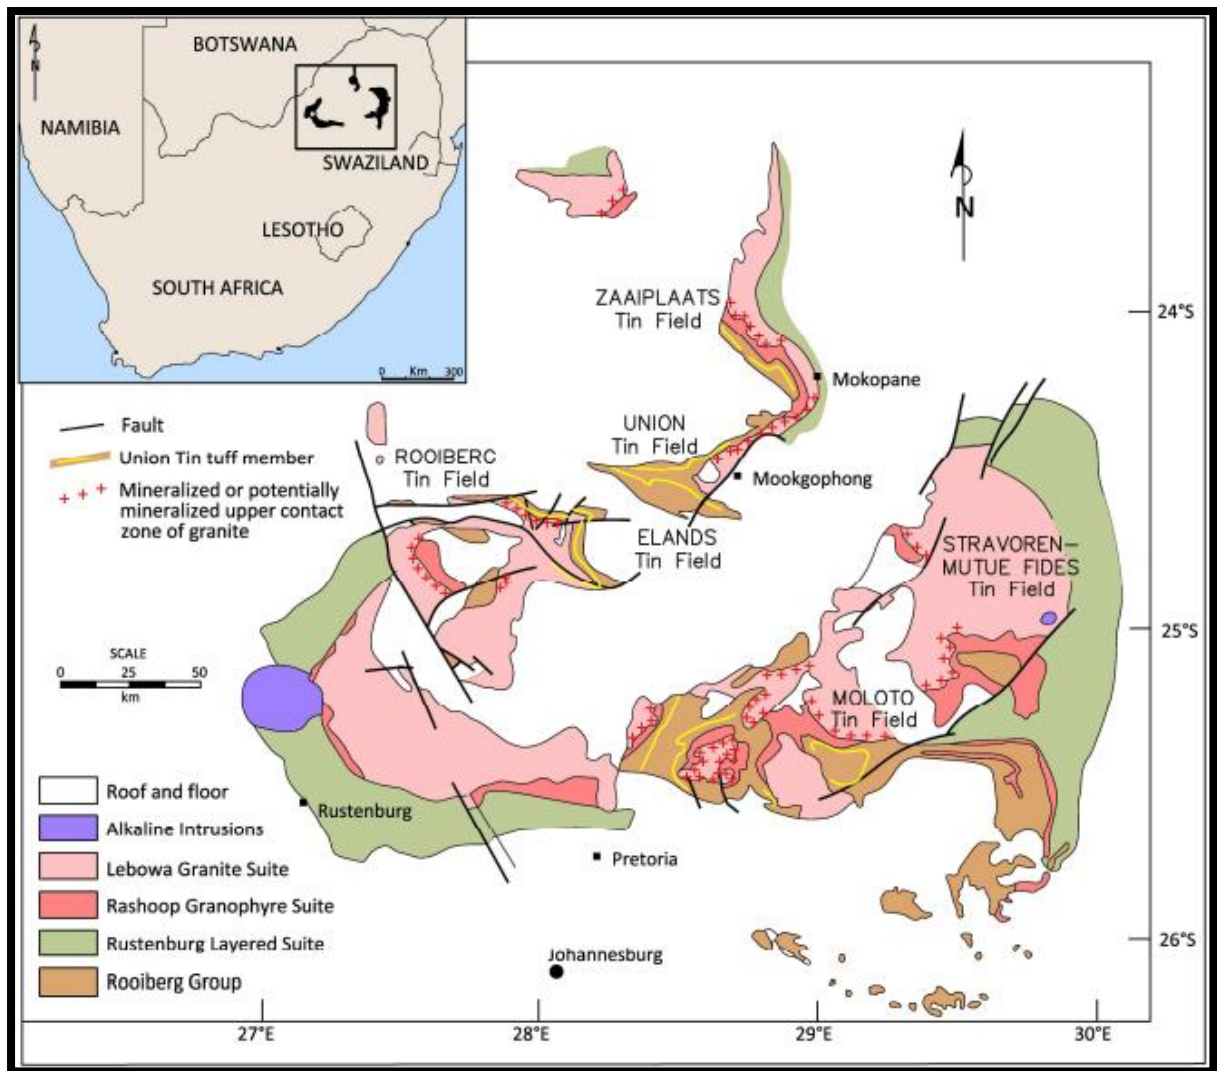 N
BOTSWANA
NAMIBIA
SWAZILAND
LESOTHO
SOUTH AFRICA
0 Km 300
N
ZAAIPLAATS
Tin Field
24°S
Mokopane
Fault
Union Tin tuff member
Mineralized or potentially
mineralized upper contact
zone of granite
UNION
Tin Field
ROOIBERG
Tin Field
Mookgophong
ELANDS
Tin Field
STRAVOREN-
MUTUE FIDES
Tin Field
25°S
SCALE
0 25 50
km
MOLOTO
Tin Field
Roof and floor
Rustenburg
Alkaline Intrusions
Pretoria
Lebowa Granite Suite
Rashoop Granophyre Suite
Rustenburg Layered Suite
26°S
Johannesburg
Rooiberg Group
27°E
28°E
29°E
30°E